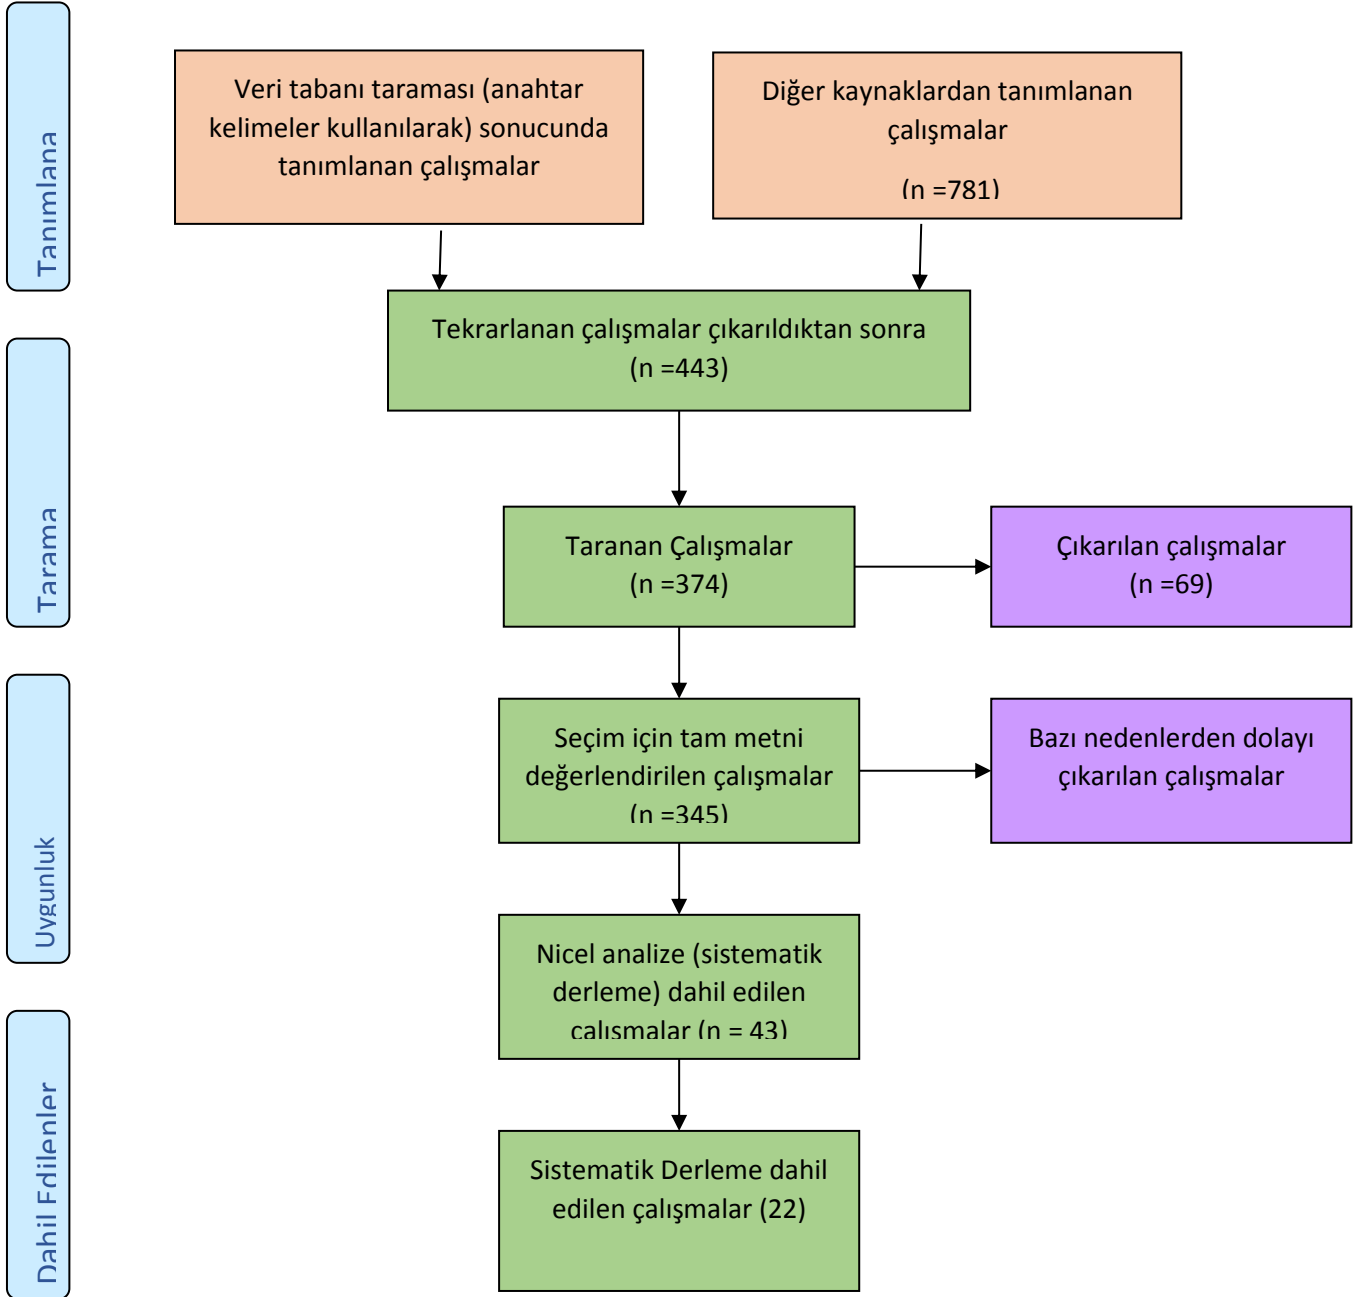 Tanımlana
Veri tabanı taraması (anahtar
kelimeler kullanılarak) sonucunda
tanımlanan çalışmalar
Diğer kaynaklardan tanımlanan
çalışmalar
(n =781)
Tekrarlanan çalışmalar çıkarıldıktan sonra
(n =443)
Tarama
Taranan Çalışmalar
(n =374)
Çıkarılan çalışmalar
(n =69)
Uygunluk
Seçim için tam metni
değerlendirilen çalışmalar
(n =345)
Bazı nedenlerden dolayı
çıkarılan çalışmalar
Nicel analize (sistematik
derleme) dahil edilen
çalışmalar (n = 43)
Dahil Edilenler
Sistematik Derleme dahil
edilen çalışmalar (22)